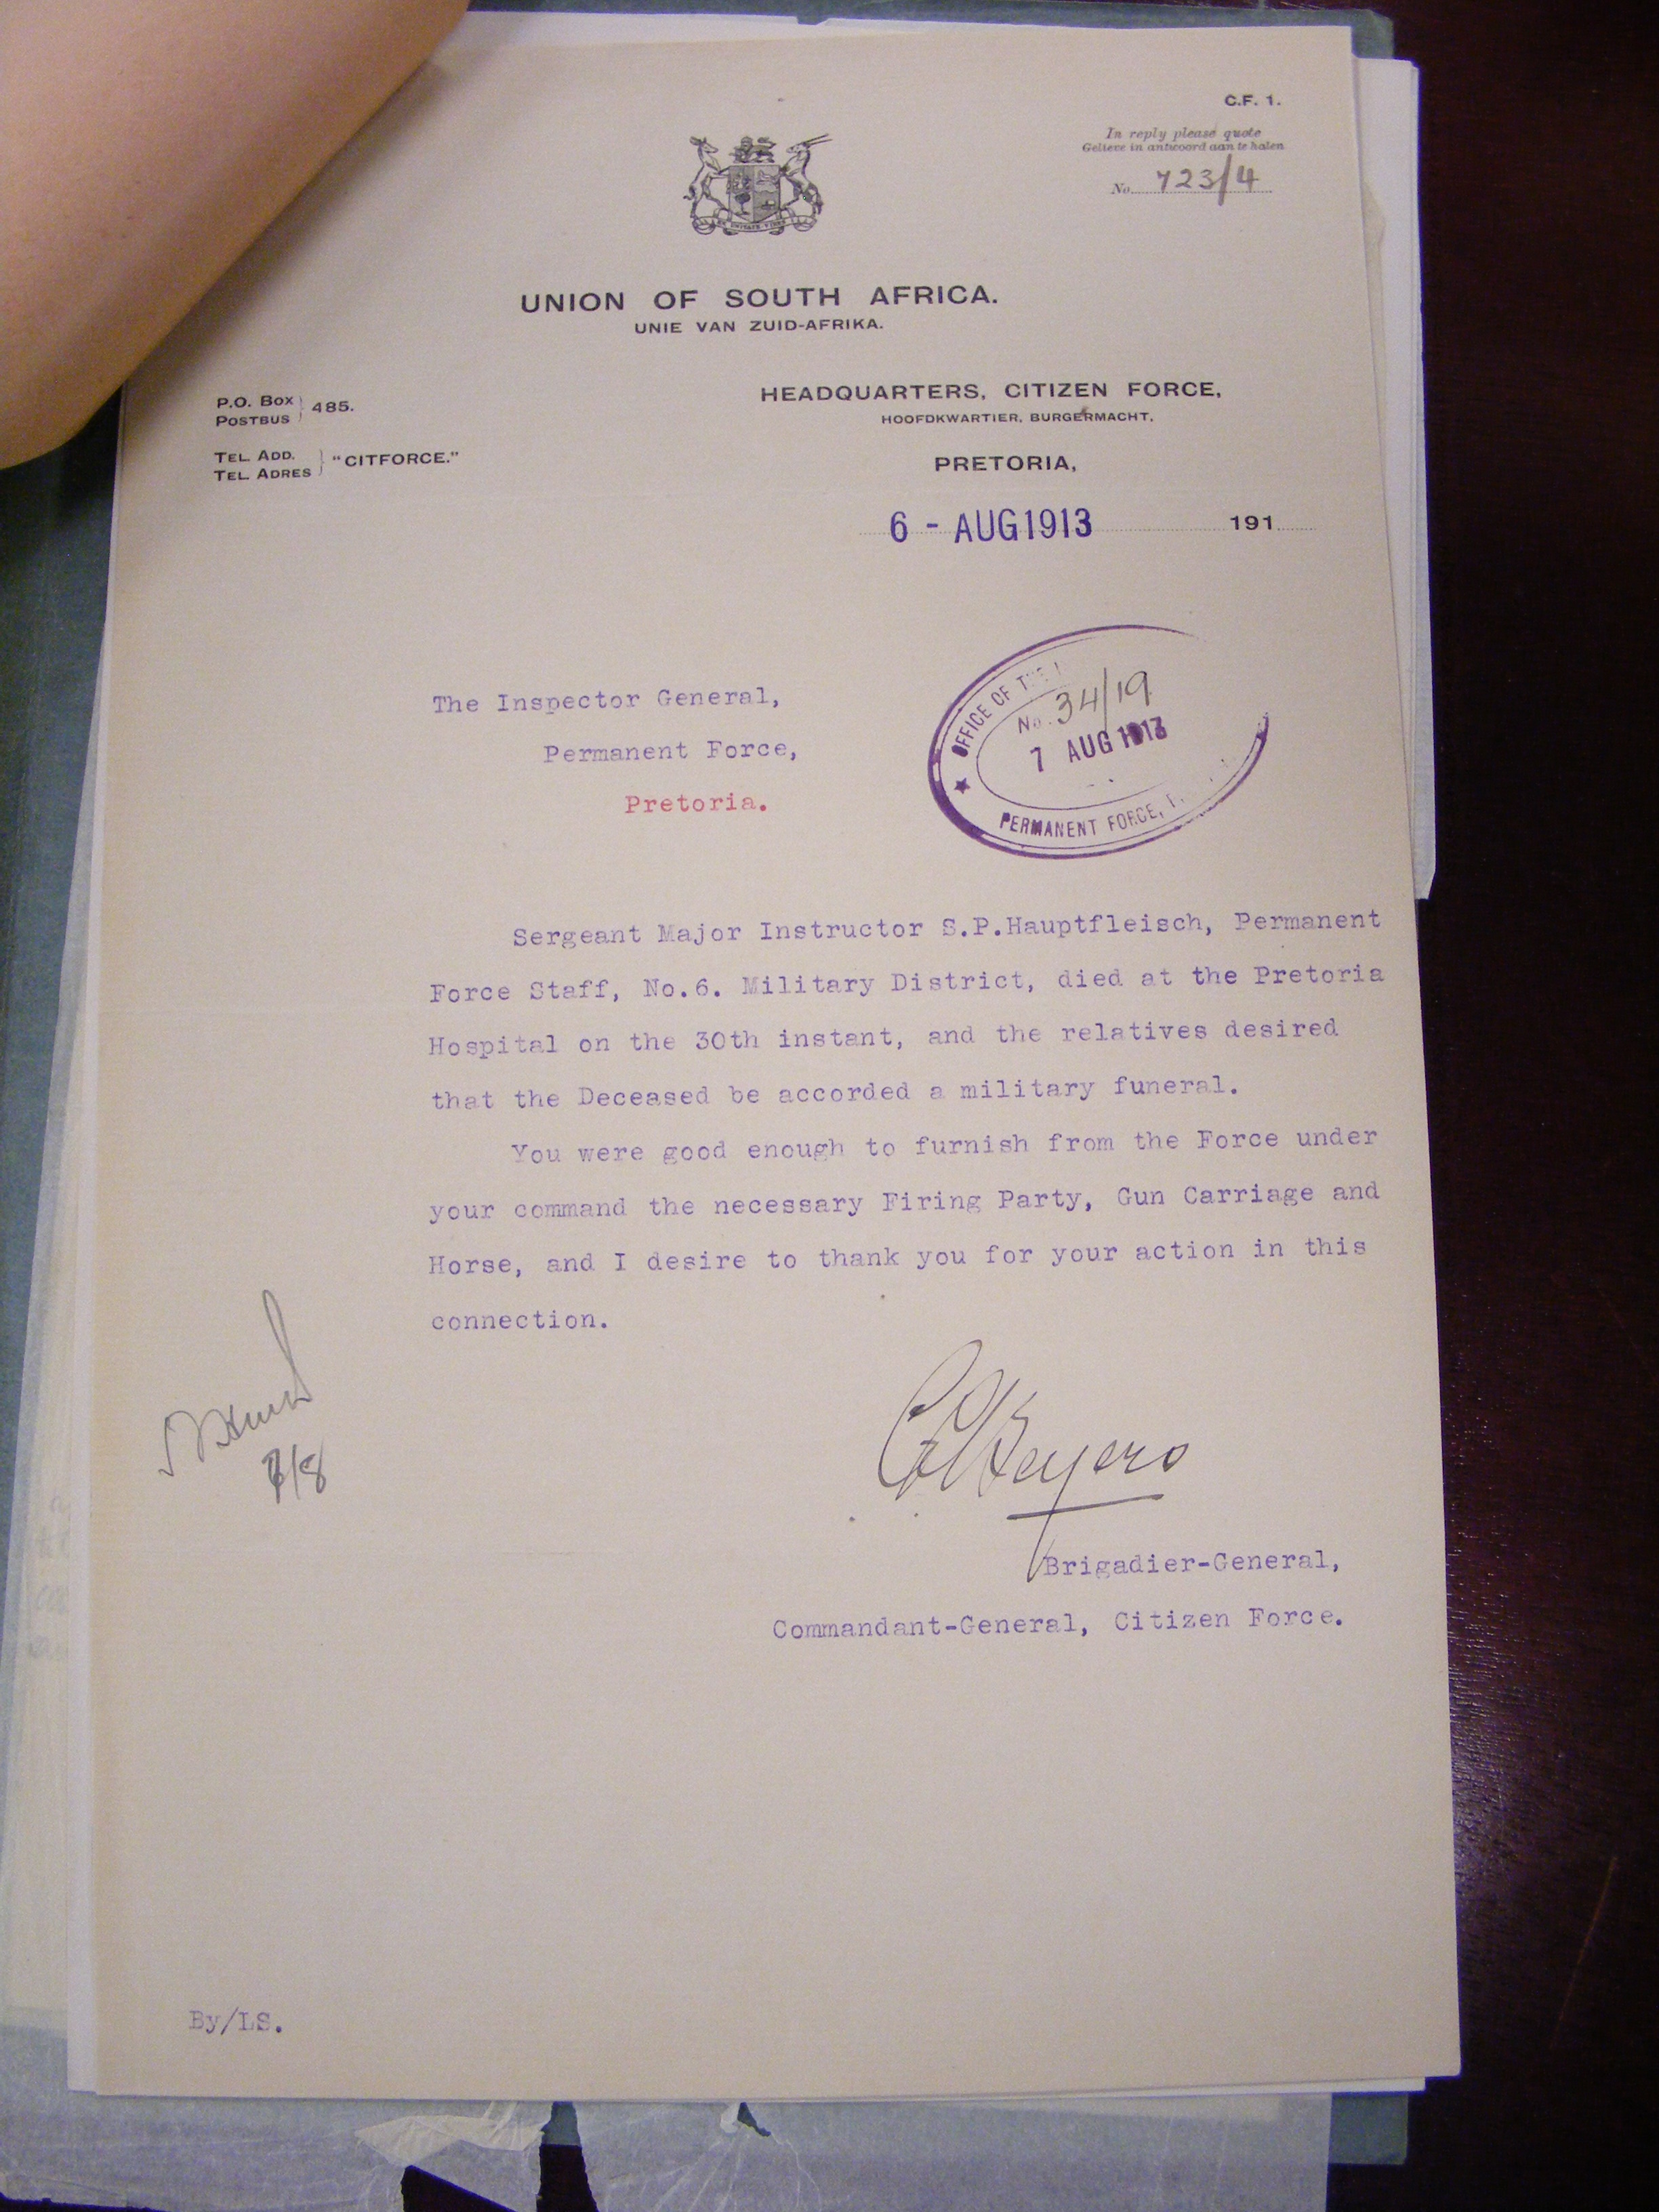 C.F. 1.
In reply please quote
Gelieve in antwoord aan te halen
No. 723/4
UNION OF SOUTH AFRICA.
UNIE VAN ZUID-AFRIKA.
P.O. Box } 485.
POSTBUS
TEL. ADD. } "CITFORCE."
TEL. ADRES
HEADQUARTERS, CITIZEN FORCE,
HOOFDKWARTIER, BURGERMACHT,
PRETORIA,
6 - AUG 1913 191
The Inspector General,
Permanent Force,
Pretoria.
OFFICE OF THE
No. 34/19
7 AUG 1913
PERMANENT FORCE,
Sergeant Major Instructor S.P.Hauptfleisch, Permanent
Force Staff, No.6. Military District, died at the Pretoria
Hospital on the 30th instant, and the relatives desired
that the Deceased be accorded a military funeral.
You were good enough to furnish from the Force under
your command the necessary Firing Party, Gun Carriage and
Horse, and I desire to thank you for your action in this
connection.
7/8
Beyers
Brigadier-General,
Commandant-General, Citizen Force.
By/LS.